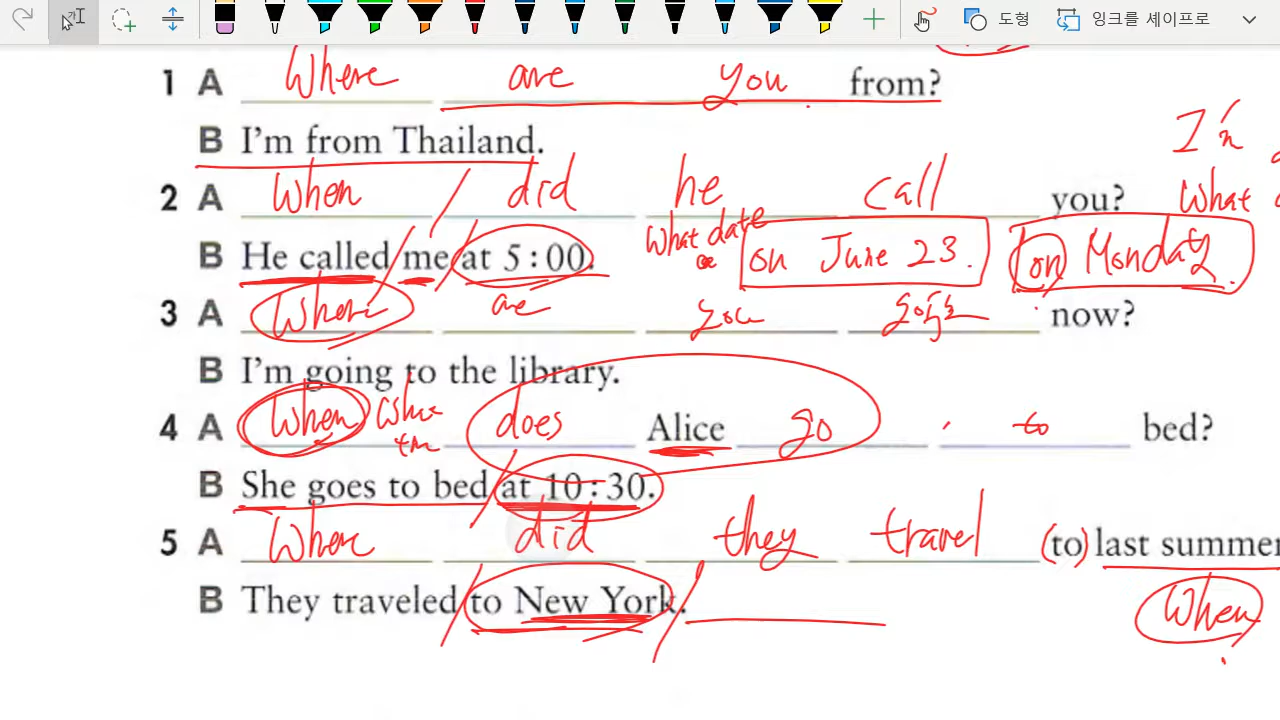 도형 잉크를 셰이프로
1 A Where are you from?
I'm
B I'm from Thailand.
2 A When did he call you? What
what date
B He called me at 5:00. on June 23. on Monday
3 A Where are you going now?
B I'm going to the library.
4 A When does Alice go to bed?
B She goes to bed at 10:30.
5 A Where did they travel (to) last summer
B They traveled to New York. When